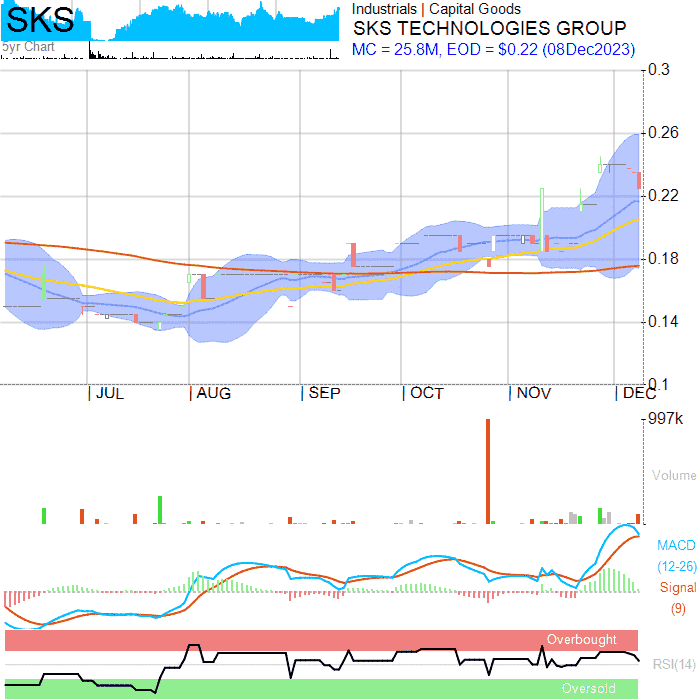 SKS
5yr Chart
Industrials | Capital Goods
SKS TECHNOLOGIES GROUP
MC = 25.8M, EOD = $0.22 (08Dec2023)
0.3
0.26
0.22
0.18
0.14
0.1
JUL AUG SEP OCT NOV DEC
997k
Volume
MACD
(12-26)
Signal
(9)
Overbought
RSI(14)
Oversold